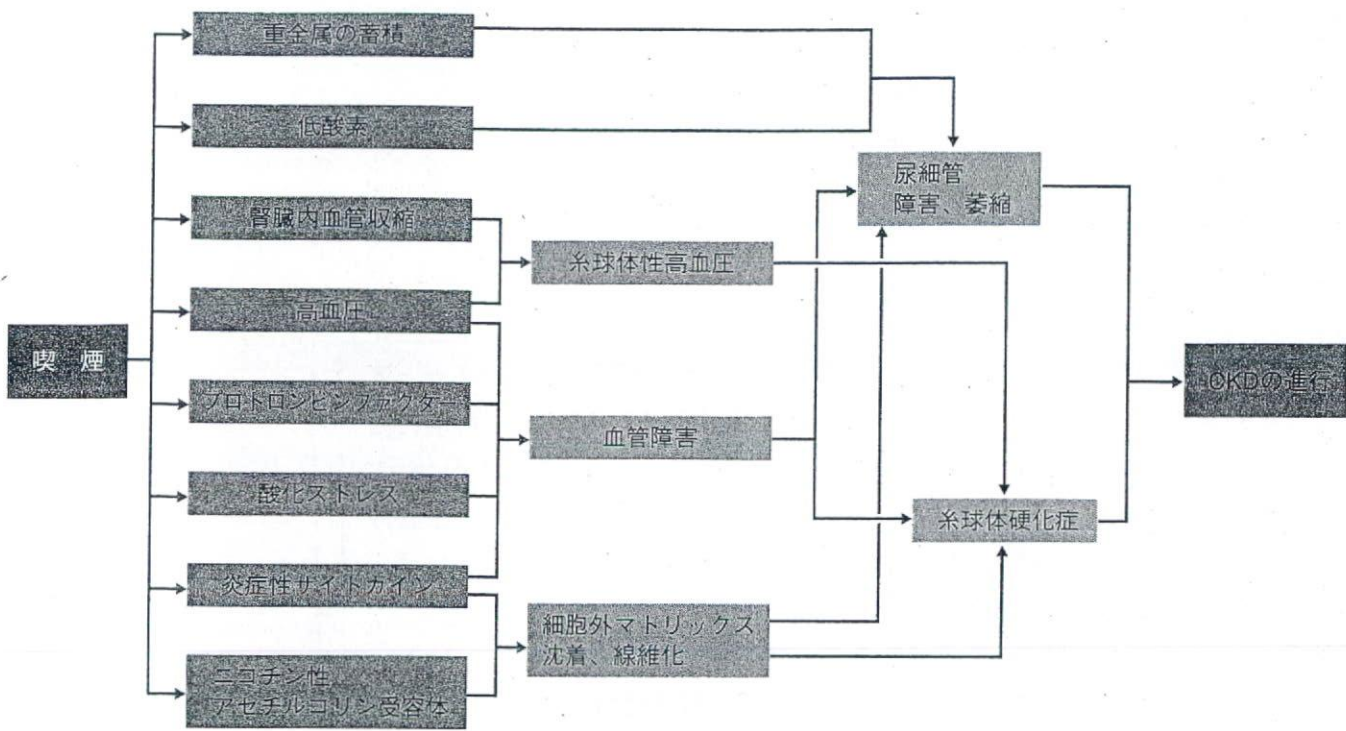 重金属の蓄積
低酸素
腎臓内血管収縮
高血圧
喫 煙
プロトロンビンファクター
酸化ストレス
炎症性サイトカイン
ニコチン性
アセチルコリン受容体
糸球体性高血圧
血管障害
細胞外マトリックス
沈着、線維化
尿細管
障害、萎縮
糸球体硬化症
CKDの進行